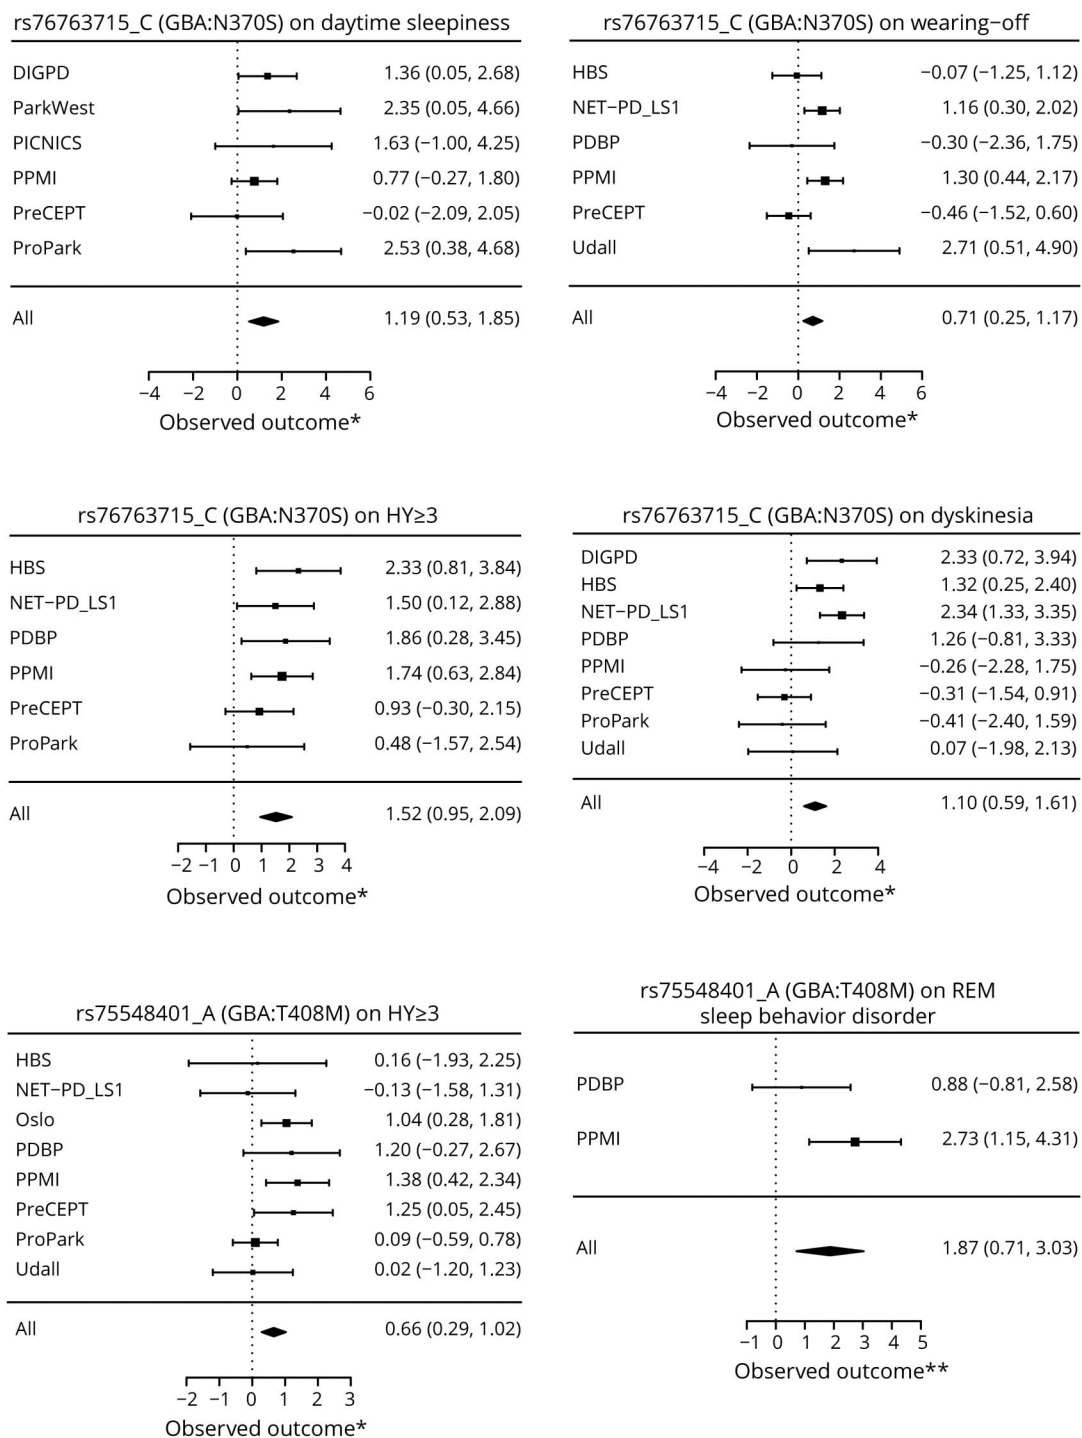 rs76763715_C (GBA:N370S) on daytime sleepiness
DIGPD 1.36 (0.05, 2.68)
ParkWest 2.35 (0.05, 4.66)
PICNICS 1.63 (−1.00, 4.25)
PPMI 0.77 (−0.27, 1.80)
PreCEPT −0.02 (−2.09, 2.05)
ProPark 2.53 (0.38, 4.68)
All 1.19 (0.53, 1.85)
−4 −2 0 2 4 6
Observed outcome*
rs76763715_C (GBA:N370S) on wearing−off
HBS −0.07 (−1.25, 1.12)
NET−PD_LS1 1.16 (0.30, 2.02)
PDBP −0.30 (−2.36, 1.75)
PPMI 1.30 (0.44, 2.17)
PreCEPT −0.46 (−1.52, 0.60)
Udall 2.71 (0.51, 4.90)
All 0.71 (0.25, 1.17)
−4 −2 0 2 4 6
Observed outcome*
rs76763715_C (GBA:N370S) on HY≥3
HBS 2.33 (0.81, 3.84)
NET−PD_LS1 1.50 (0.12, 2.88)
PDBP 1.86 (0.28, 3.45)
PPMI 1.74 (0.63, 2.84)
PreCEPT 0.93 (−0.30, 2.15)
ProPark 0.48 (−1.57, 2.54)
All 1.52 (0.95, 2.09)
−2 −1 0 1 2 3 4
Observed outcome*
rs76763715_C (GBA:N370S) on dyskinesia
DIGPD 2.33 (0.72, 3.94)
HBS 1.32 (0.25, 2.40)
NET−PD_LS1 2.34 (1.33, 3.35)
PDBP 1.26 (−0.81, 3.33)
PPMI −0.26 (−2.28, 1.75)
PreCEPT −0.31 (−1.54, 0.91)
ProPark −0.41 (−2.40, 1.59)
Udall 0.07 (−1.98, 2.13)
All 1.10 (0.59, 1.61)
−4 −2 0 2 4
Observed outcome*
rs75548401_A (GBA:T408M) on HY≥3
HBS 0.16 (−1.93, 2.25)
NET−PD_LS1 −0.13 (−1.58, 1.31)
Oslo 1.04 (0.28, 1.81)
PDBP 1.20 (−0.27, 2.67)
PPMI 1.38 (0.42, 2.34)
PreCEPT 1.25 (0.05, 2.45)
ProPark 0.09 (−0.59, 0.78)
Udall 0.02 (−1.20, 1.23)
All 0.66 (0.29, 1.02)
−2 −1 0 1 2 3
Observed outcome*
rs75548401_A (GBA:T408M) on REM
sleep behavior disorder
PDBP 0.88 (−0.81, 2.58)
PPMI 2.73 (1.15, 4.31)
All 1.87 (0.71, 3.03)
−1 0 1 2 3 4 5
Observed outcome**